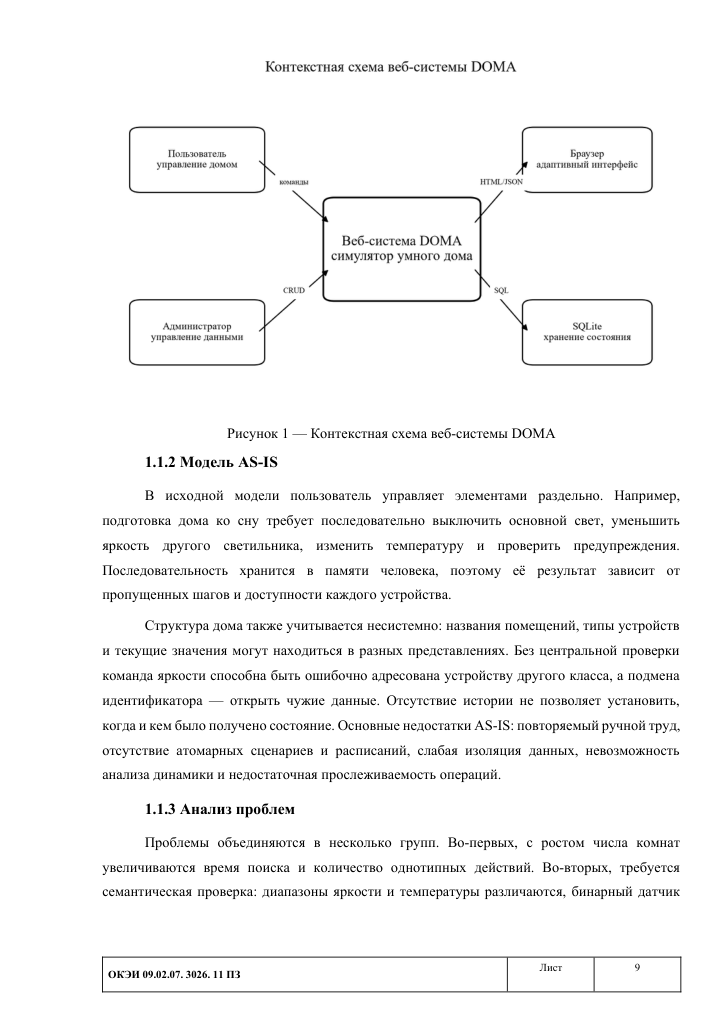 Контекстная схема веб-системы DOMA
Пользователь
управление домом
Браузер
адаптивный интерфейс
команды
HTML/JSON
Веб-система DOMA
симулятор умного дома
CRUD
SQL
Администратор
управление данными
SQLite
хранение состояния
Рисунок 1 — Контекстная схема веб-системы DOMA
1.1.2 Модель AS-IS
В исходной модели пользователь управляет элементами раздельно. Например,
подготовка дома ко сну требует последовательно выключить основной свет, уменьшить
яркость другого светильника, изменить температуру и проверить предупреждения.
Последовательность хранится в памяти человека, поэтому её результат зависит от
пропущенных шагов и доступности каждого устройства.
Структура дома также учитывается несистемно: названия помещений, типы устройств
и текущие значения могут находиться в разных представлениях. Без центральной проверки
команда яркости способна быть ошибочно адресована устройству другого класса, а подмена
идентификатора — открыть чужие данные. Отсутствие истории не позволяет установить,
когда и кем было получено состояние. Основные недостатки AS-IS: повторяемый ручной труд,
отсутствие атомарных сценариев и расписаний, слабая изоляция данных, невозможность
анализа динамики и недостаточная прослеживаемость операций.
1.1.3 Анализ проблем
Проблемы объединяются в несколько групп. Во-первых, с ростом числа комнат
увеличиваются время поиска и количество однотипных действий. Во-вторых, требуется
семантическая проверка: диапазоны яркости и температуры различаются, бинарный датчик
ОКЭИ 09.02.07. 3026. 11 ПЗ
Лист
9